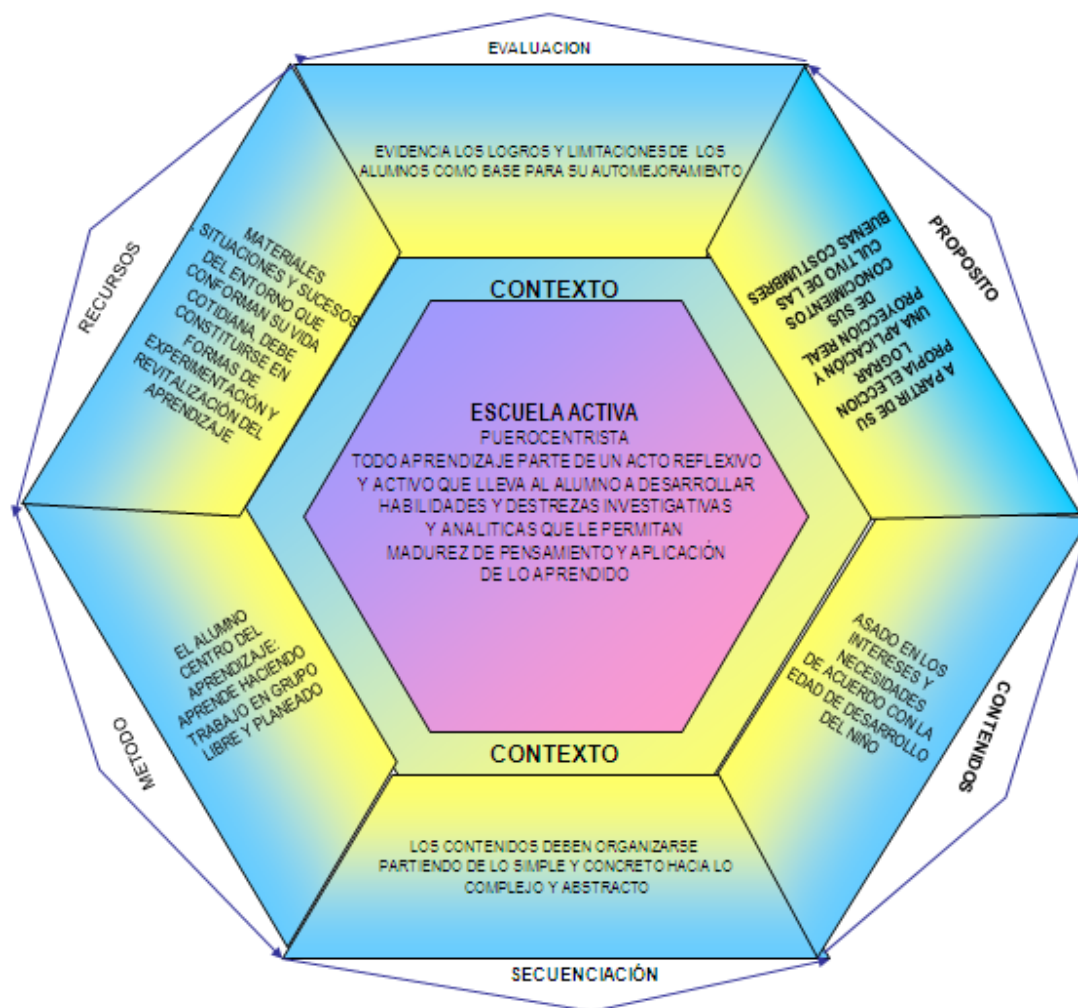 EVALUACION
EVIDENCIA LOS LOGROS Y LIMITACIONES DE LOS
ALUMNOS COMO BASE PARA SU AUTOMEJORAMIENTO
RECURSOS
MATERIALES
, SITUACIONES Y SUCESOS
DEL ENTORNO QUE
CONFORMAN SU VIDA
COTIDIANA, DEBE
CONSTITUIRSE EN
FORMAS DE
EXPERIMENTACIÓN Y
REVITALIZACIÓN DEL
APRENDIZAJE
PROPOSITO
A PARTIR DE SU
PROPIA ELECCION
LOGRAR
UNA APLICACIÓN Y
PROYECCIÓN REAL
DE SUS
CONOCIMIENTOS
CULTIVO DE LAS
BUENAS COSTUMBRES
CONTEXTO
ESCUELA ACTIVA
PUEROCENTRISTA
TODO APRENDIZAJE PARTE DE UN ACTO REFLEXIVO
Y ACTIVO QUE LLEVA AL ALUMNO A DESARROLLAR
HABILIDADES Y DESTREZAS INVESTIGATIVAS
Y ANALITICAS QUE LE PERMITAN
MADUREZ DE PENSAMIENTO Y APLICACIÓN
DE LO APRENDIDO
CONTEXTO
METODO
EL ALUMNO
CENTRO DEL
APRENDIZAJE:
APRENDE HACIENDO
TRABAJO EN GRUPO
LIBRE Y PLANEADO
ASADO EN LOS
INTERESES Y
NECESIDADES
DE ACUERDO CON LA
EDAD DE DESARROLLO
DEL NIÑO
CONTENIDOS
LOS CONTENIDOS DEBEN ORGANIZARSE
PARTIENDO DE LO SIMPLE Y CONCRETO HACIA LO
COMPLEJO Y ABSTRACTO
SECUENCIACIÓN